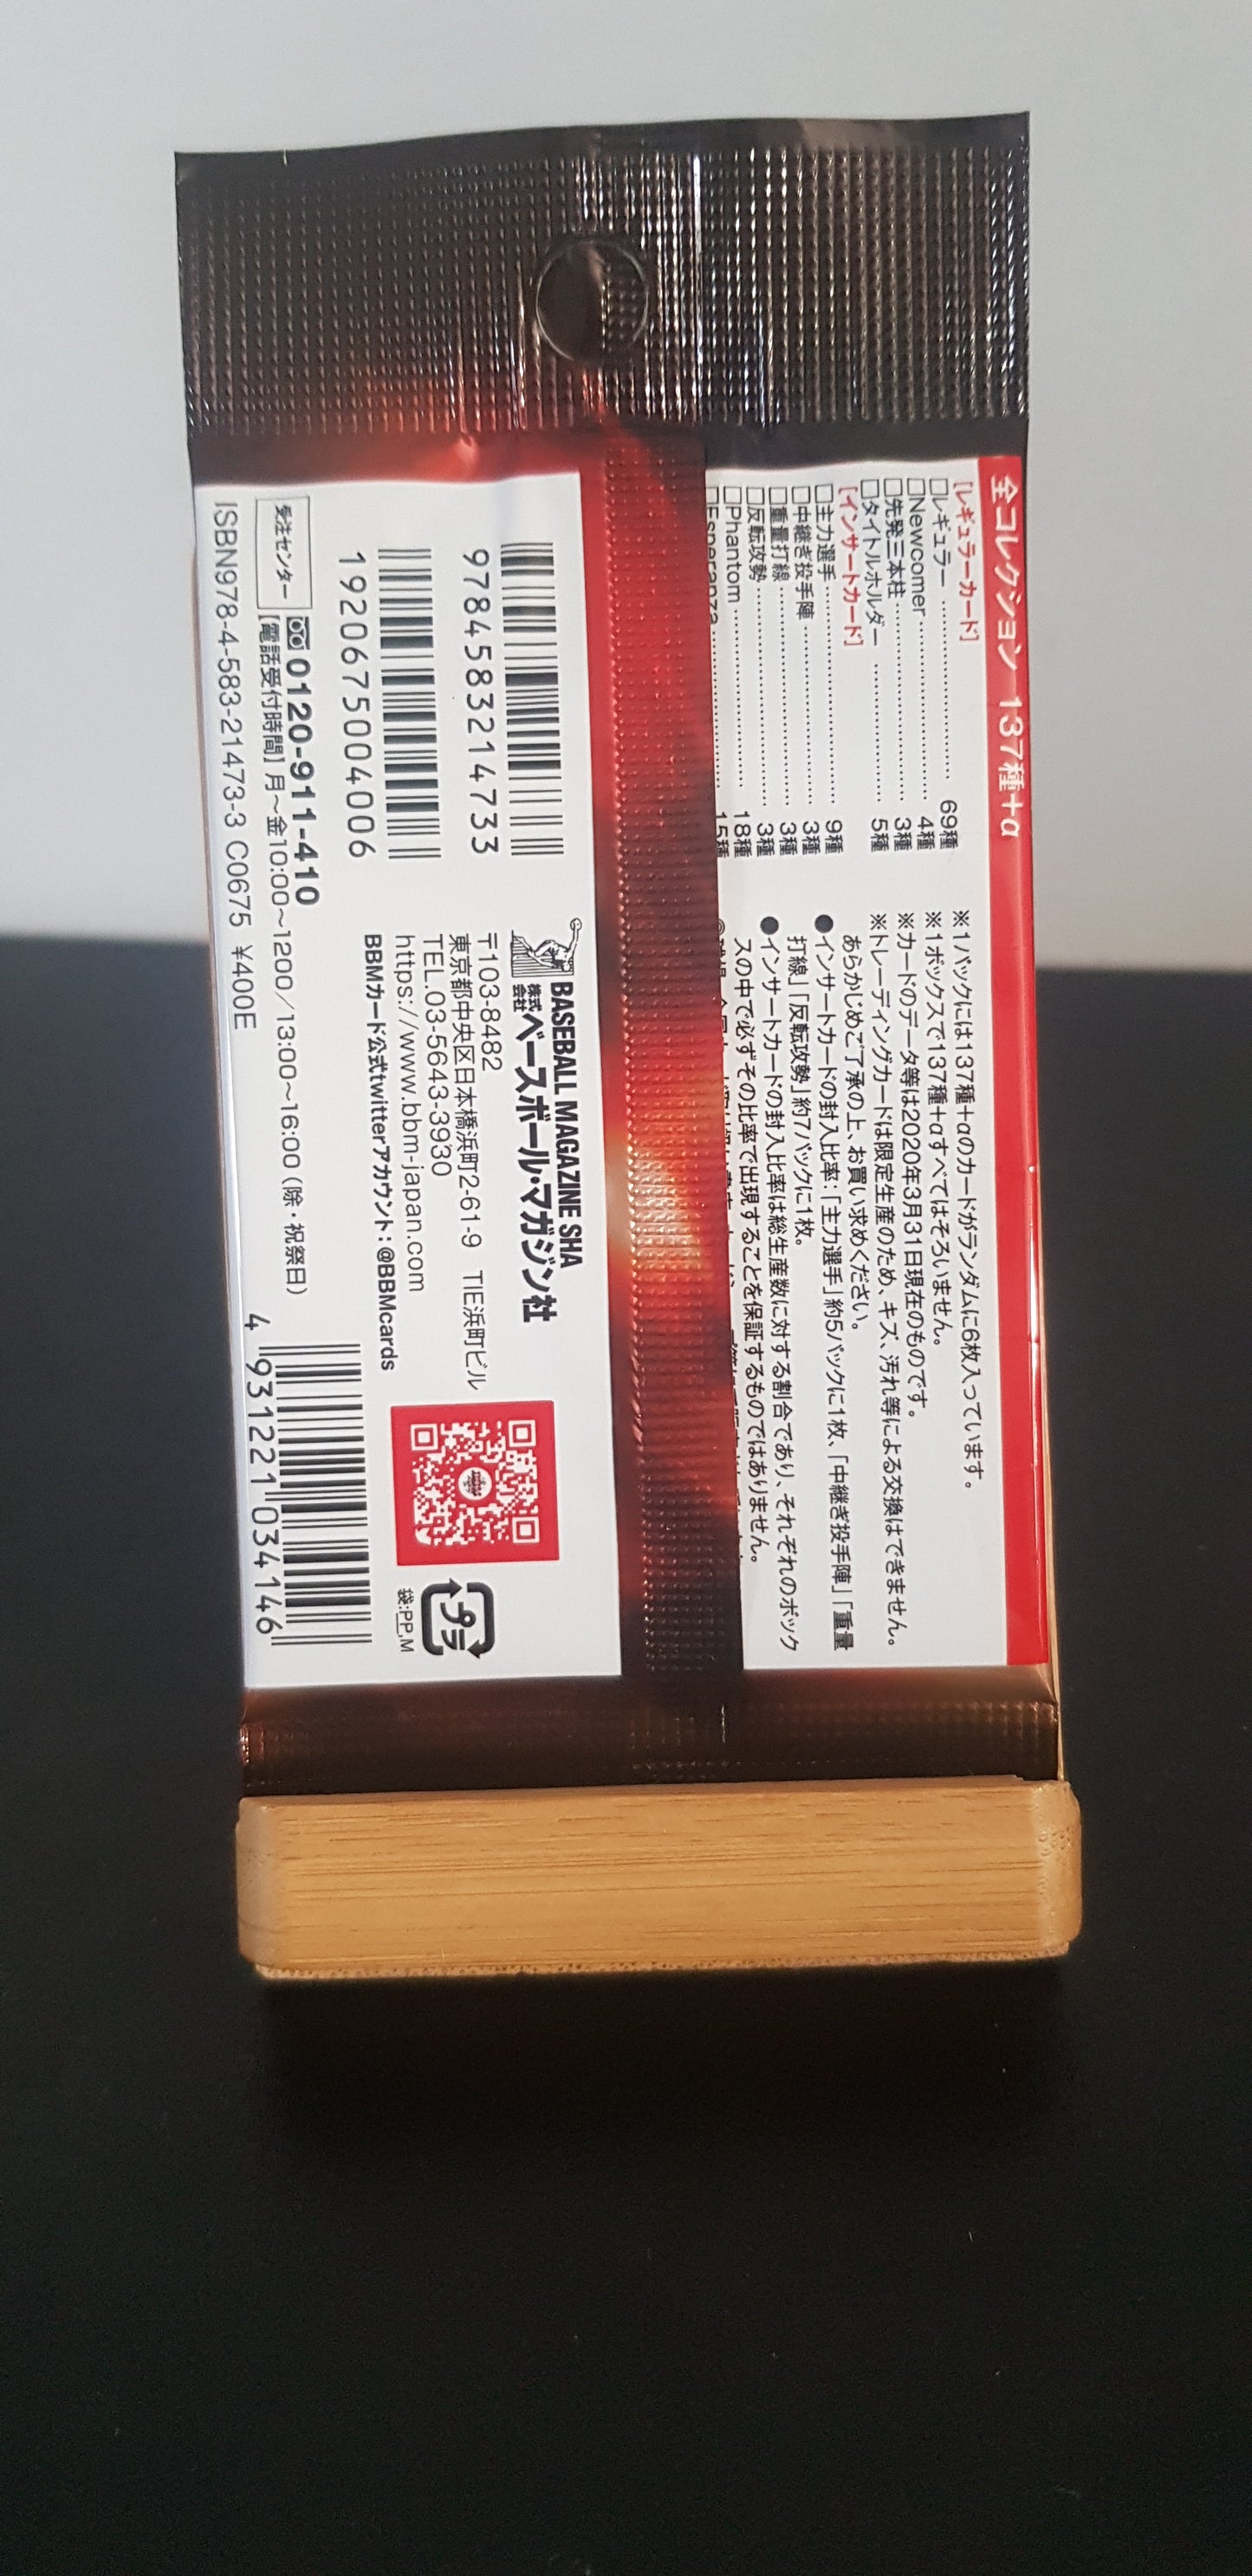 全コレクション 137種+α
[レギュラーカード]
□レギュラー 69種
□Newcomer 4種
□先発三本柱 3種
□タイトルホルダー 5種
[インサートカード]
□主力選手 9種
□中継ぎ投手陣 3種
□重量打線 3種
□反転攻勢 3種
□Phantom 18種
□Esperanza 15種
※1パックには137種+αのカードがランダムに6枚入っています。
※1ボックスで137種+αすべてはそろいません。
※カードのデータ等は2020年3月31日現在のものです。
※トレーディングカードは限定生産のため、キズ、汚れ等による交換はできません。
あらかじめご了承の上、お買い求めください。
●インサートカードの封入比率:「主力選手」約5パックに1枚、「中継ぎ投手陣」「重量
打線」「反転攻勢」約7パックに1枚。
●インサートカードの封入比率は総生産数に対する割合であり、それぞれのボック
スの中で必ずその比率で出現することを保証するものではありません。
9784583214733
1920675004006
受注センター
0120-911-410
【電話受付時間】月~金10:00~1200/13:00~16:00(除・祝祭日)
ISBN978-4-583-21473-3 C0675 ¥400E
BASEBALL MAGAZINE SHA
株式会社ベースボール・マガジン社
〒103-8482
東京都中央区日本橋浜町2-61-9 TIE浜町ビル
TEL.03-5643-3930
https://www.bbm-japan.com
BBMカード公式twitterアカウント:@BBMcards
プラ
袋:PP,M
4 931221 034146